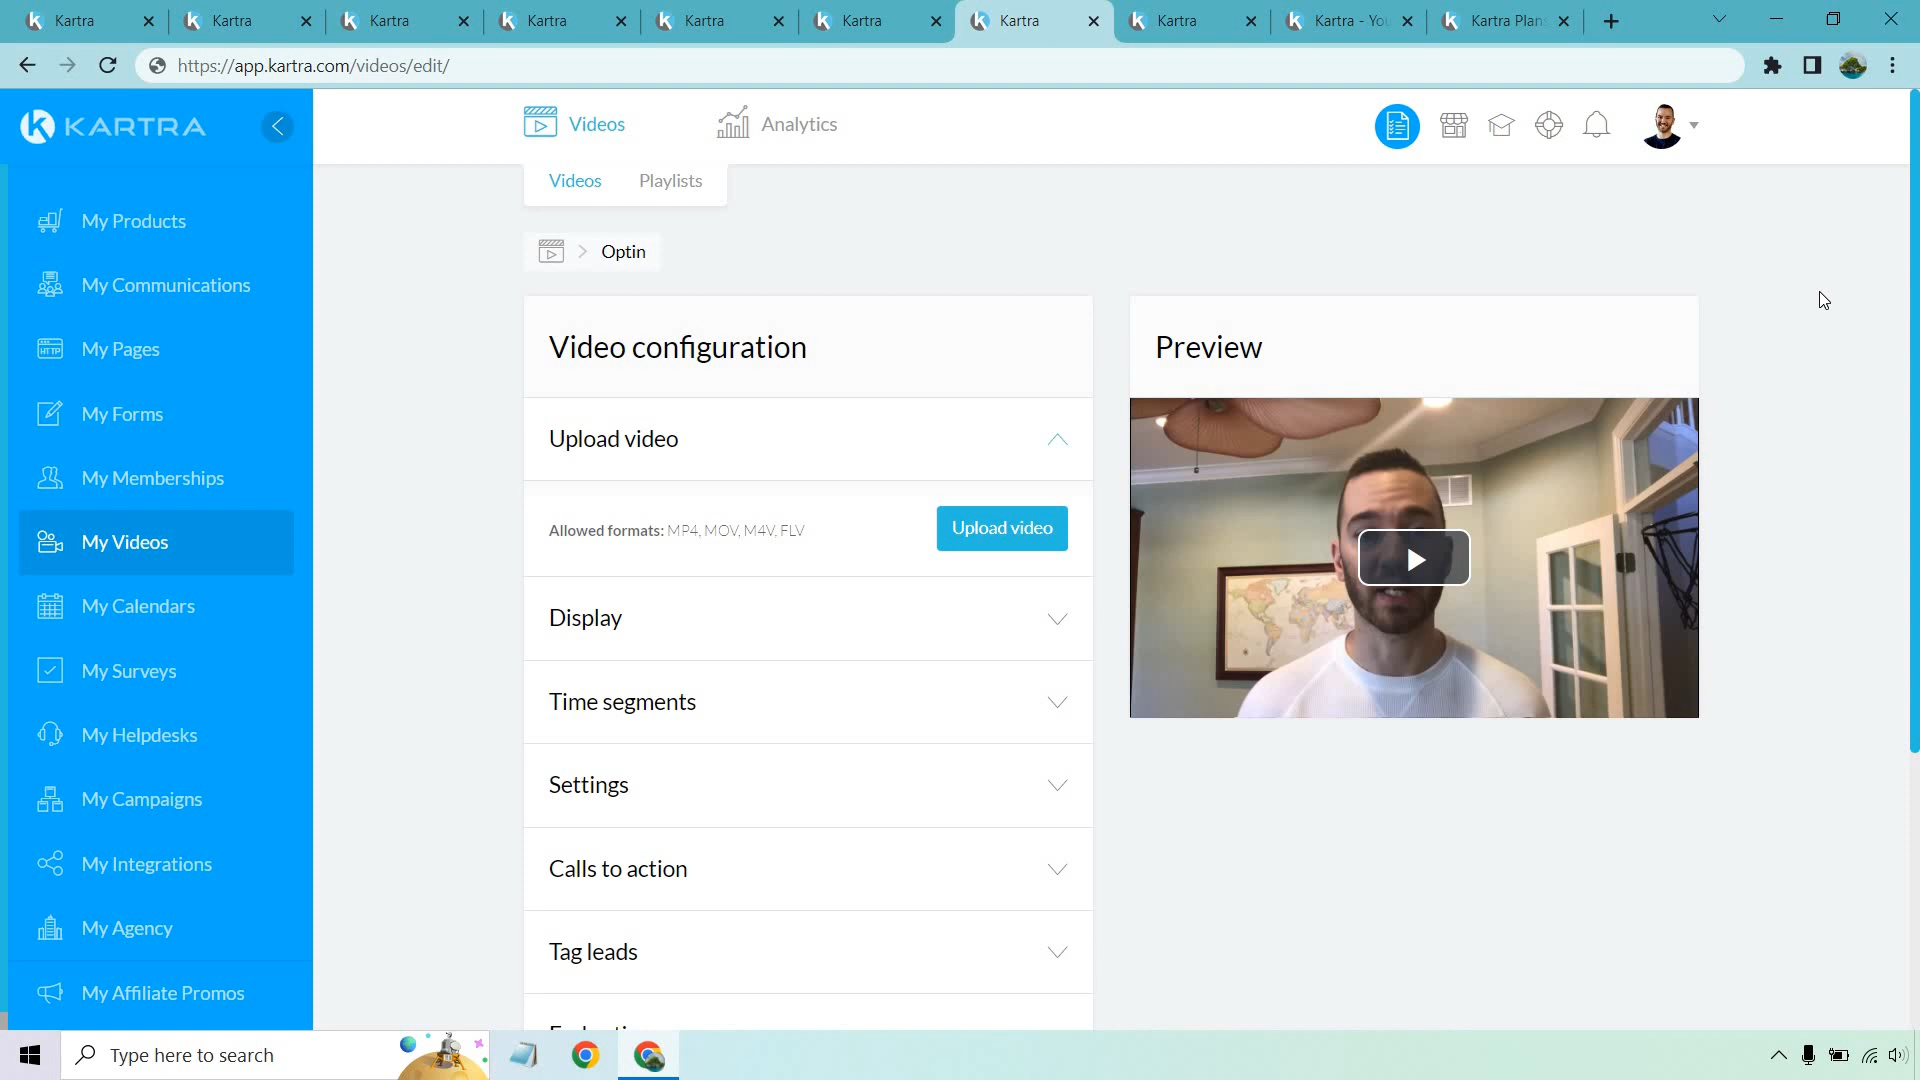 Kartra
Kartra
Kartra
Kartra
Kartra
Kartra
Kartra
Kartra
Kartra - You
Kartra Plans
https://app.kartra.com/videos/edit/
KARTRA
Videos
Analytics
Videos
Playlists
My Products
Optin
My Communications
My Pages
Video configuration
Preview
My Forms
Upload video
HTTP
My Memberships
Allowed formats: MP4, MOV, M4V, FLV
Upload video
My Videos
My Calendars
Display
My Surveys
Time segments
My Helpdesks
Settings
My Campaigns
My Integrations
Calls to action
My Agency
Tag leads
My Affiliate Promos
Type here to search